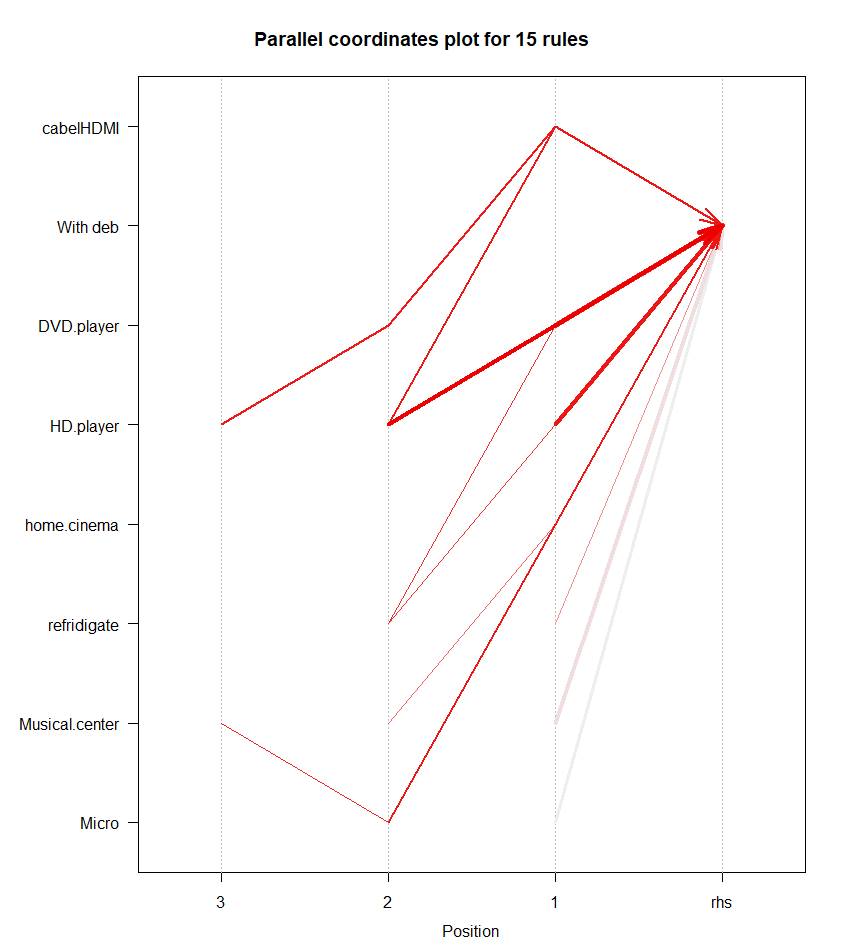 Parallel coordinates plot for 15 rules
cabelHDMI
With deb
DVD.player
HD.player
home.cinema
refridigate
Musical.center
Micro
3 2 1 rhs
Position